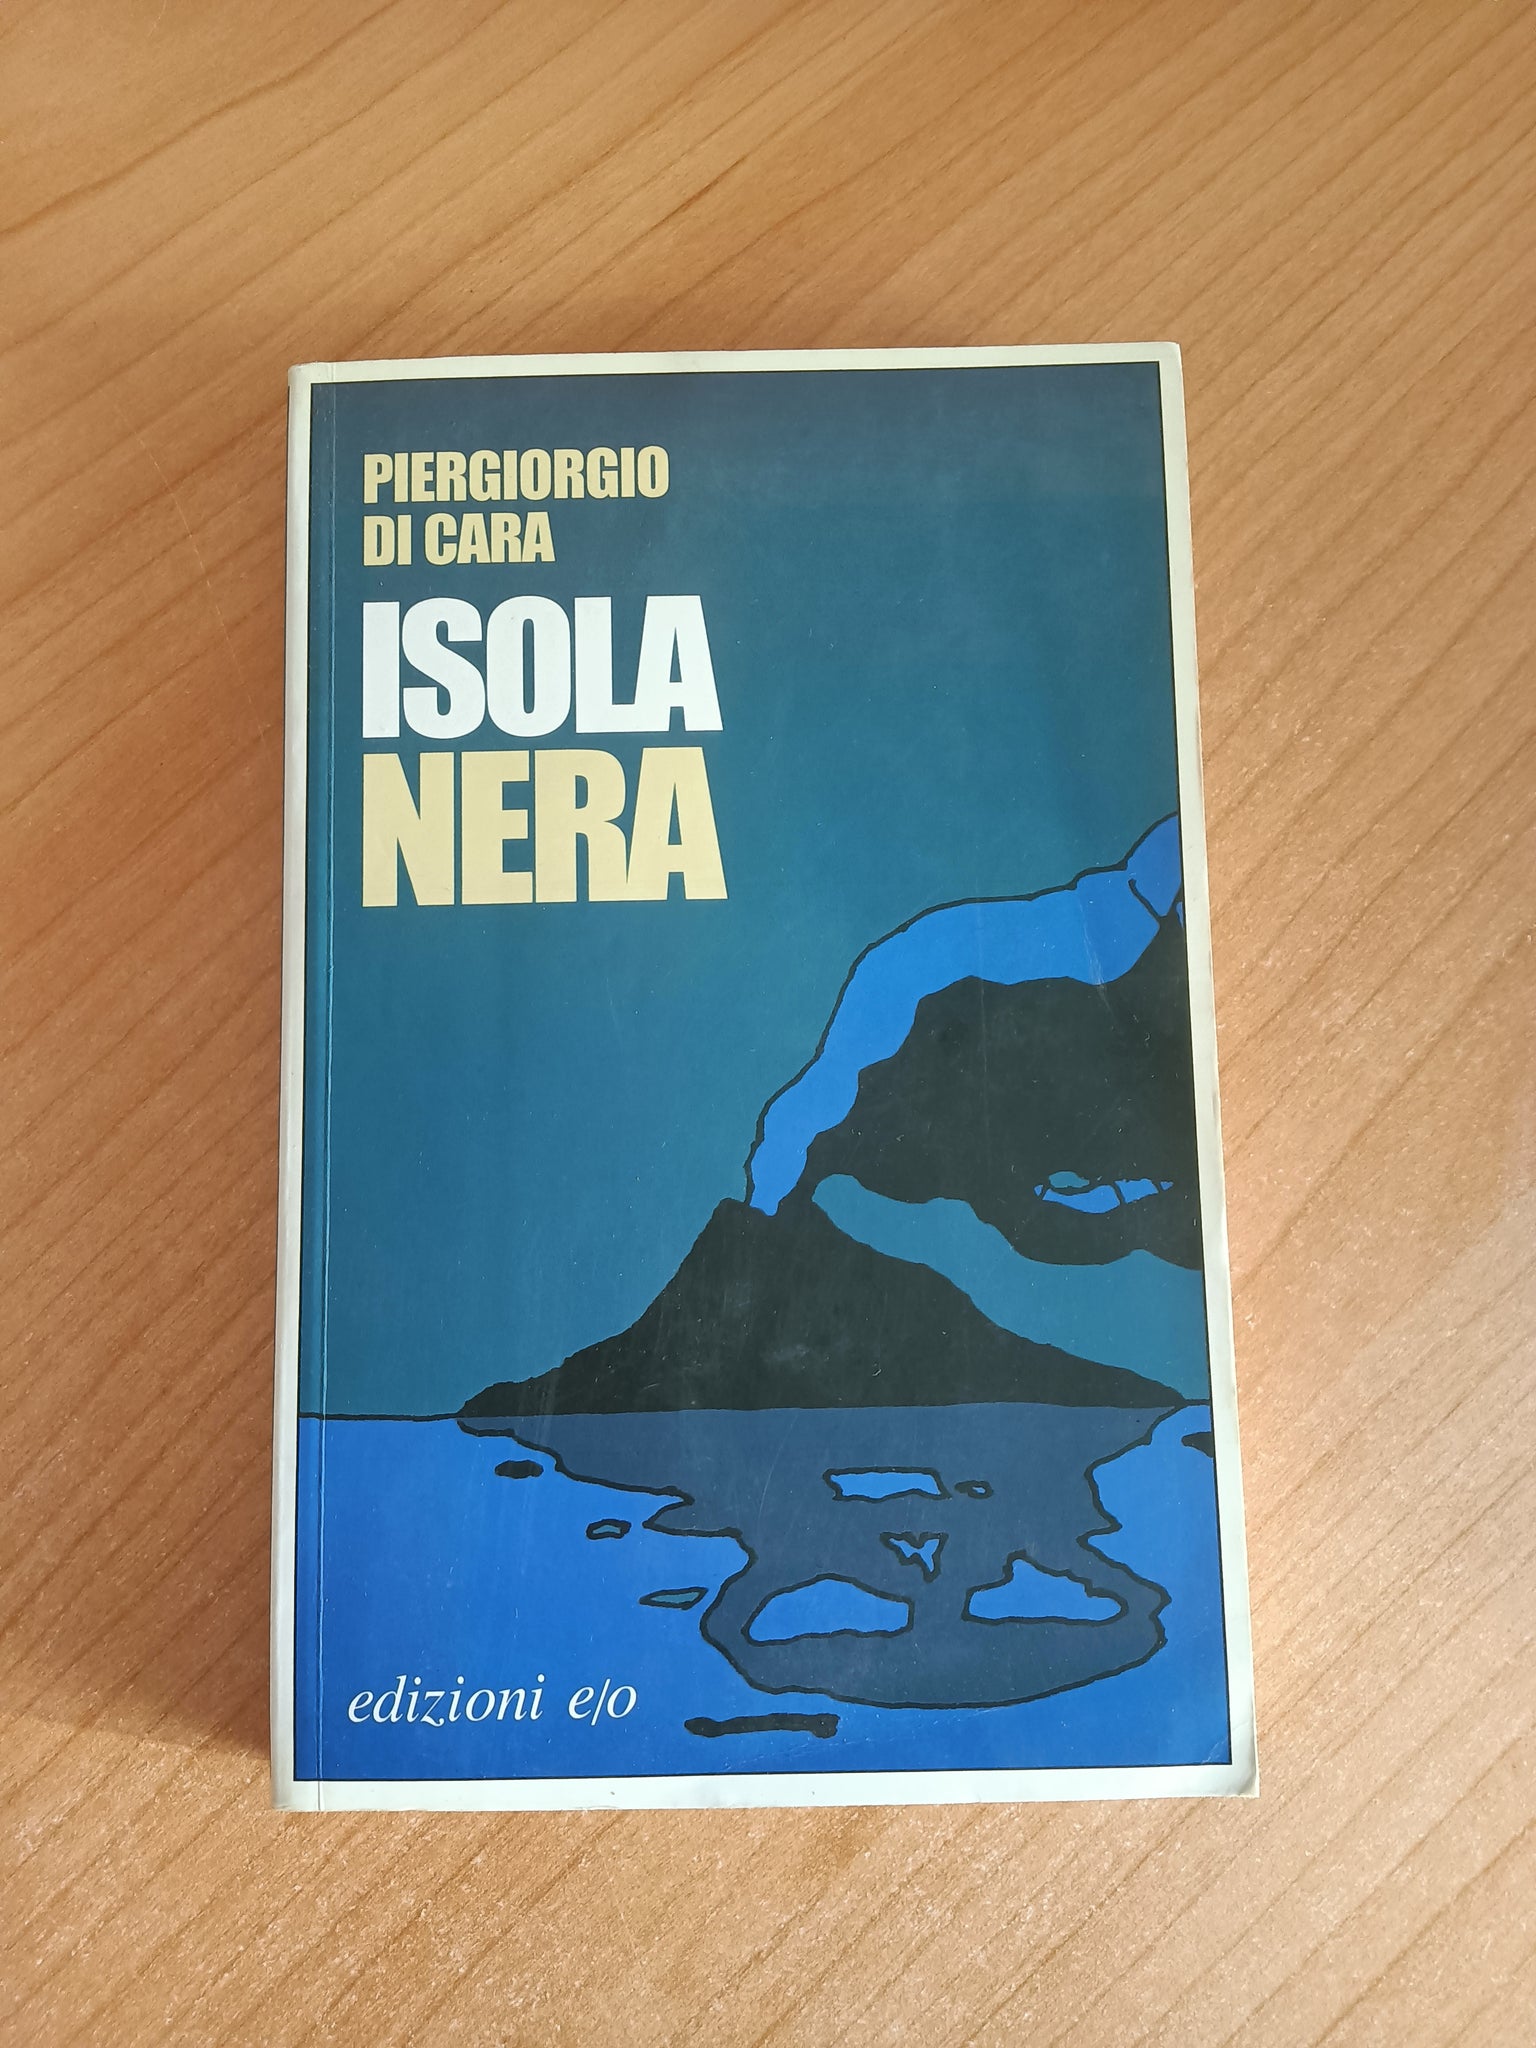 PIERGIORGIO
DI CARA
ISOLA
NERA
edizioni e/o